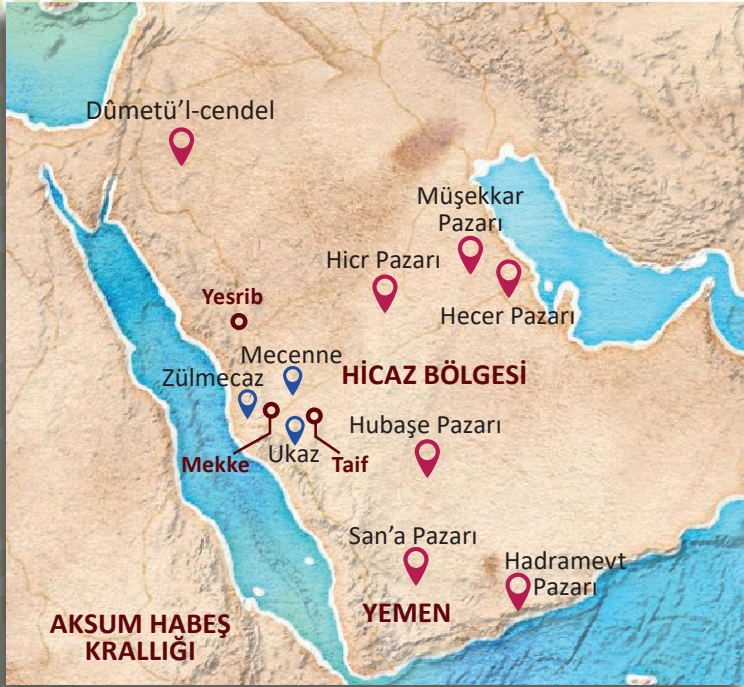 Dûmetü’l-cendel
Müşekkar
Pazarı
Hicr Pazarı
Hecer Pazarı
Yesrib
Mecenne
Zülmecaz
HİCAZ BÖLGESİ
Mekke
Ukaz
Taif
Hubaşe Pazarı
San’a Pazarı
Hadramevt
Pazarı
YEMEN
AKSUM HABEŞ
KRALLIĞI